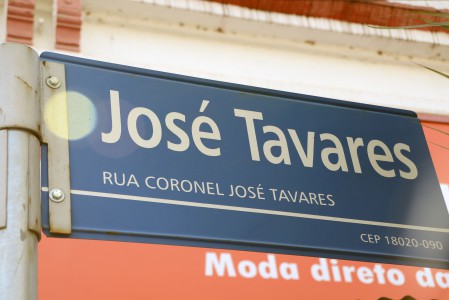 José Tavares
RUA CORONEL JOSÉ TAVARES
CEP 18020-090
Moda direto da